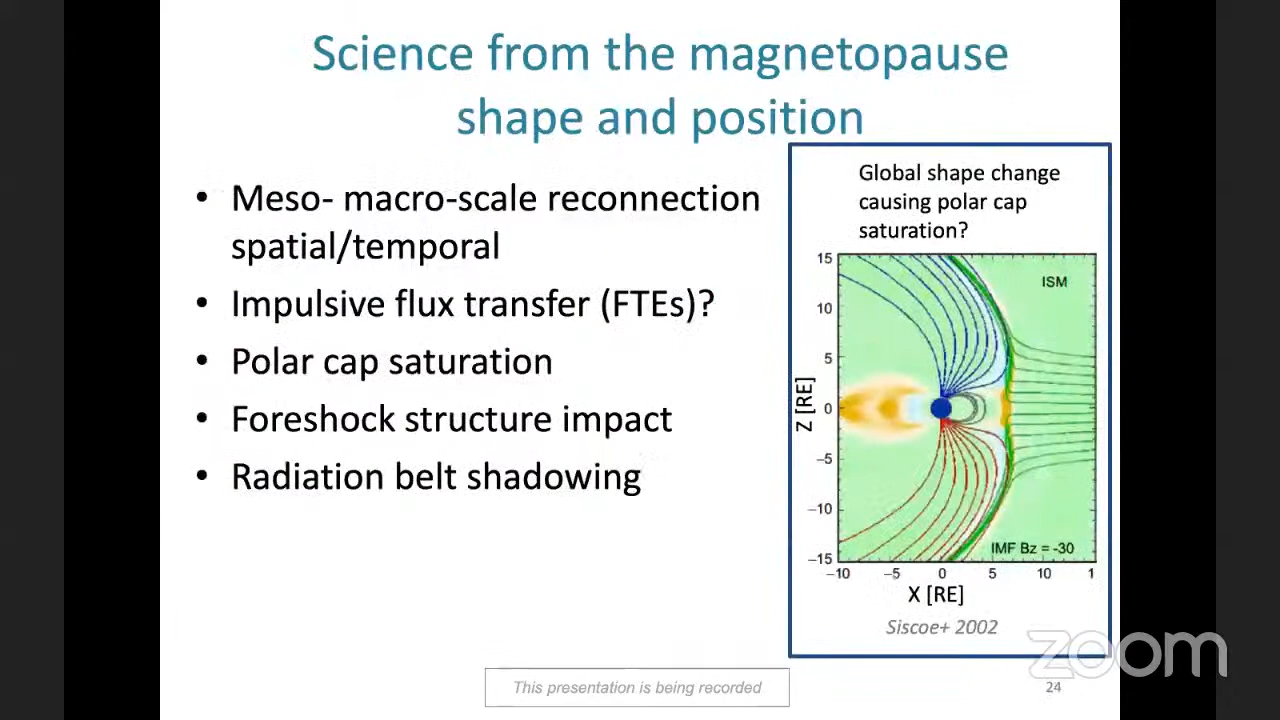 Science from the magnetopause
shape and position
• Meso- macro-scale reconnection
spatial/temporal
• Impulsive flux transfer (FTEs)?
• Polar cap saturation
• Foreshock structure impact
• Radiation belt shadowing
Global shape change
causing polar cap
saturation?
15
10
5
0
−5
−10
−15
Z [RE]
ISM
IMF Bz = -30
−10 −5 0 5 10 1
X [RE]
Siscoe+ 2002
zoom
This presentation is being recorded
24